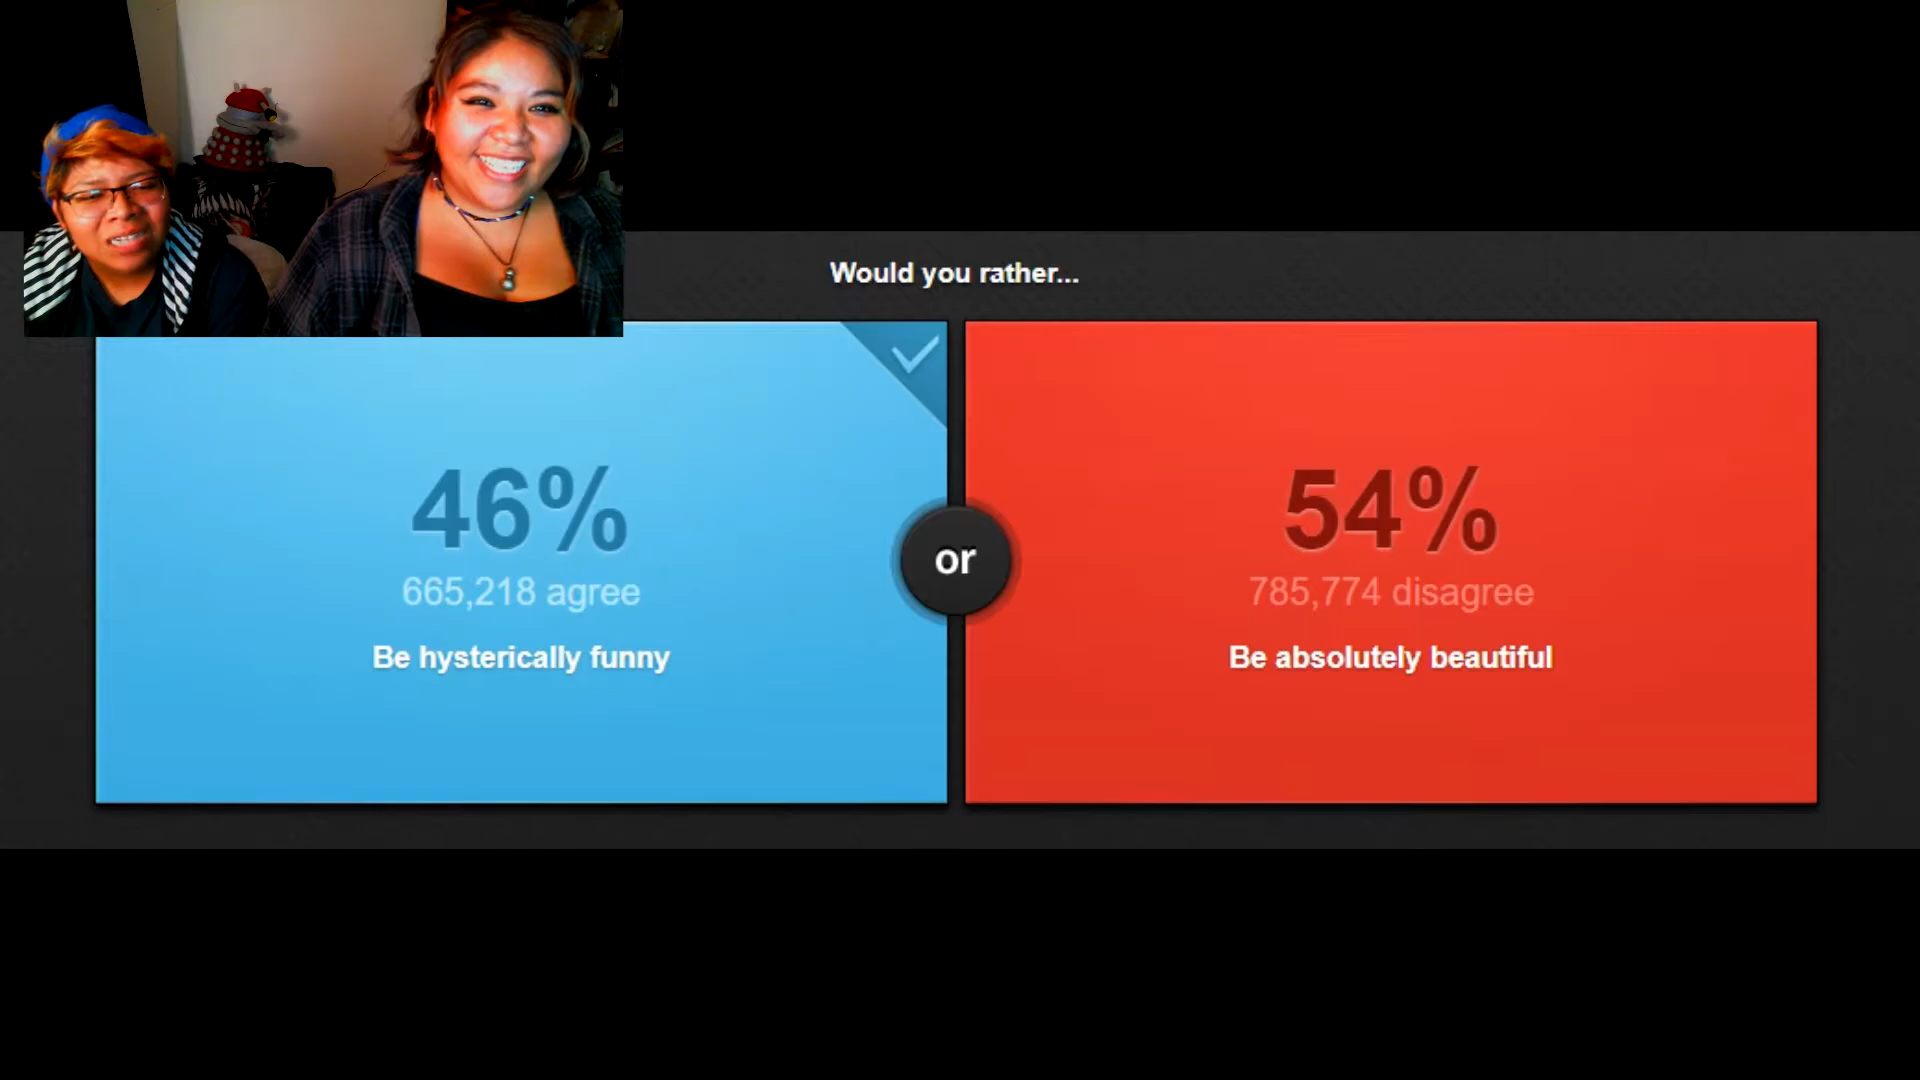 Would you rather...
46%
665,218 agree
Be hysterically funny
or
54%
785,774 disagree
Be absolutely beautiful